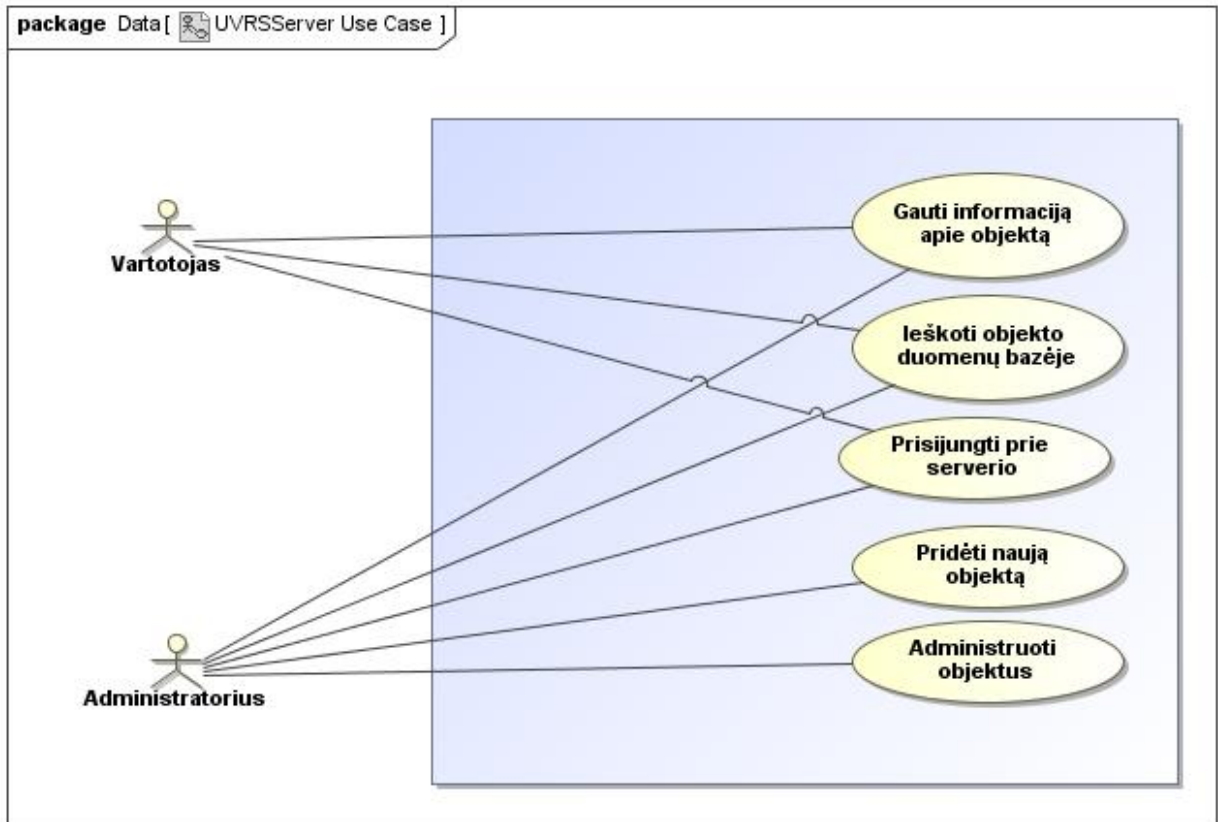 package Data [ UVRSServer Use Case ]
Gauti informaciją
apie objektą
Vartotojas
Ieškoti objekto
duomenų bazėje
Prisijungti prie
serverio
Pridėti naują
objektą
Administruoti
objektus
Administratorius